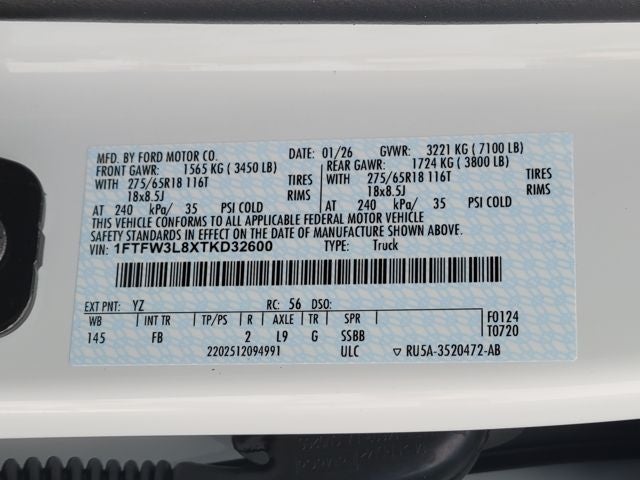 MFD. BY FORD MOTOR CO. DATE: 01/26 GVWR: 3221 KG ( 7100 LB)
FRONT GAWR: 1565 KG ( 3450 LB) REAR GAWR: 1724 KG ( 3800 LB)
WITH 275/65R18 116T TIRES WITH 275/65R18 116T TIRES
18x8.5J RIMS 18x8.5J RIMS
AT 240 kPa/ 35 PSI COLD AT 240 kPa/ 35 PSI COLD
THIS VEHICLE CONFORMS TO ALL APPLICABLE FEDERAL MOTOR VEHICLE
SAFETY STANDARDS IN EFFECT ON THE DATE OF MANUFACTURE SHOWN ABOVE.
VIN: 1FTFW3L8XTKD32600 TYPE: Truck
EXT PNT: YZ RC: 56 DSO: F0124
WB INT TR TP/PS R AXLE TR SPR T0720
145 FB 2 L9 G SSBB
2202512094991 ULC ▼ RU5A-3520472-AB